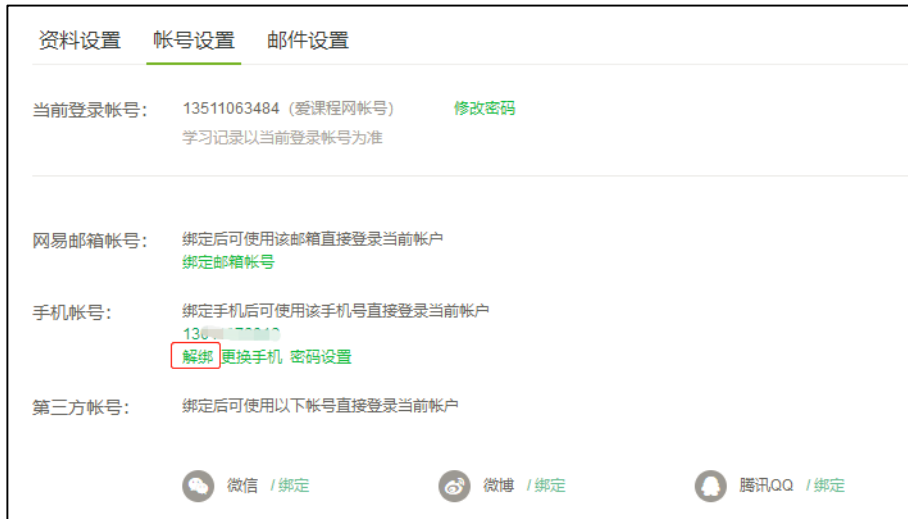 资料设置 帐号设置 邮件设置
当前登录帐号： 13511063484（爱课程网帐号） 修改密码
学习记录以当前登录帐号为准
网易邮箱帐号： 绑定后可使用该邮箱直接登录当前帐户
绑定邮箱帐号
手机帐号： 绑定手机后可使用该手机号直接登录当前帐户
解绑 更换手机 密码设置
第三方帐号： 绑定后可使用以下帐号直接登录当前帐户
微信 / 绑定 微博 / 绑定 腾讯QQ / 绑定